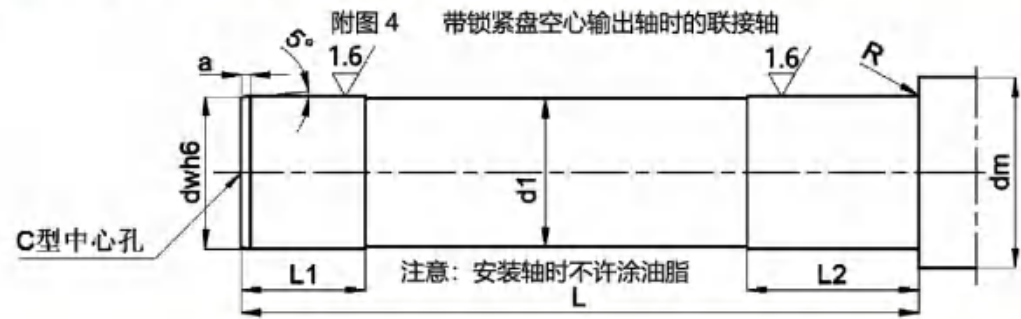 附图 4 带锁紧盘空心输出轴时的联接轴
5°
a
1.6
1.6
R
dwh6
d1
dm
C型中心孔
L1
注意：安装轴时不许涂油脂
L2
L